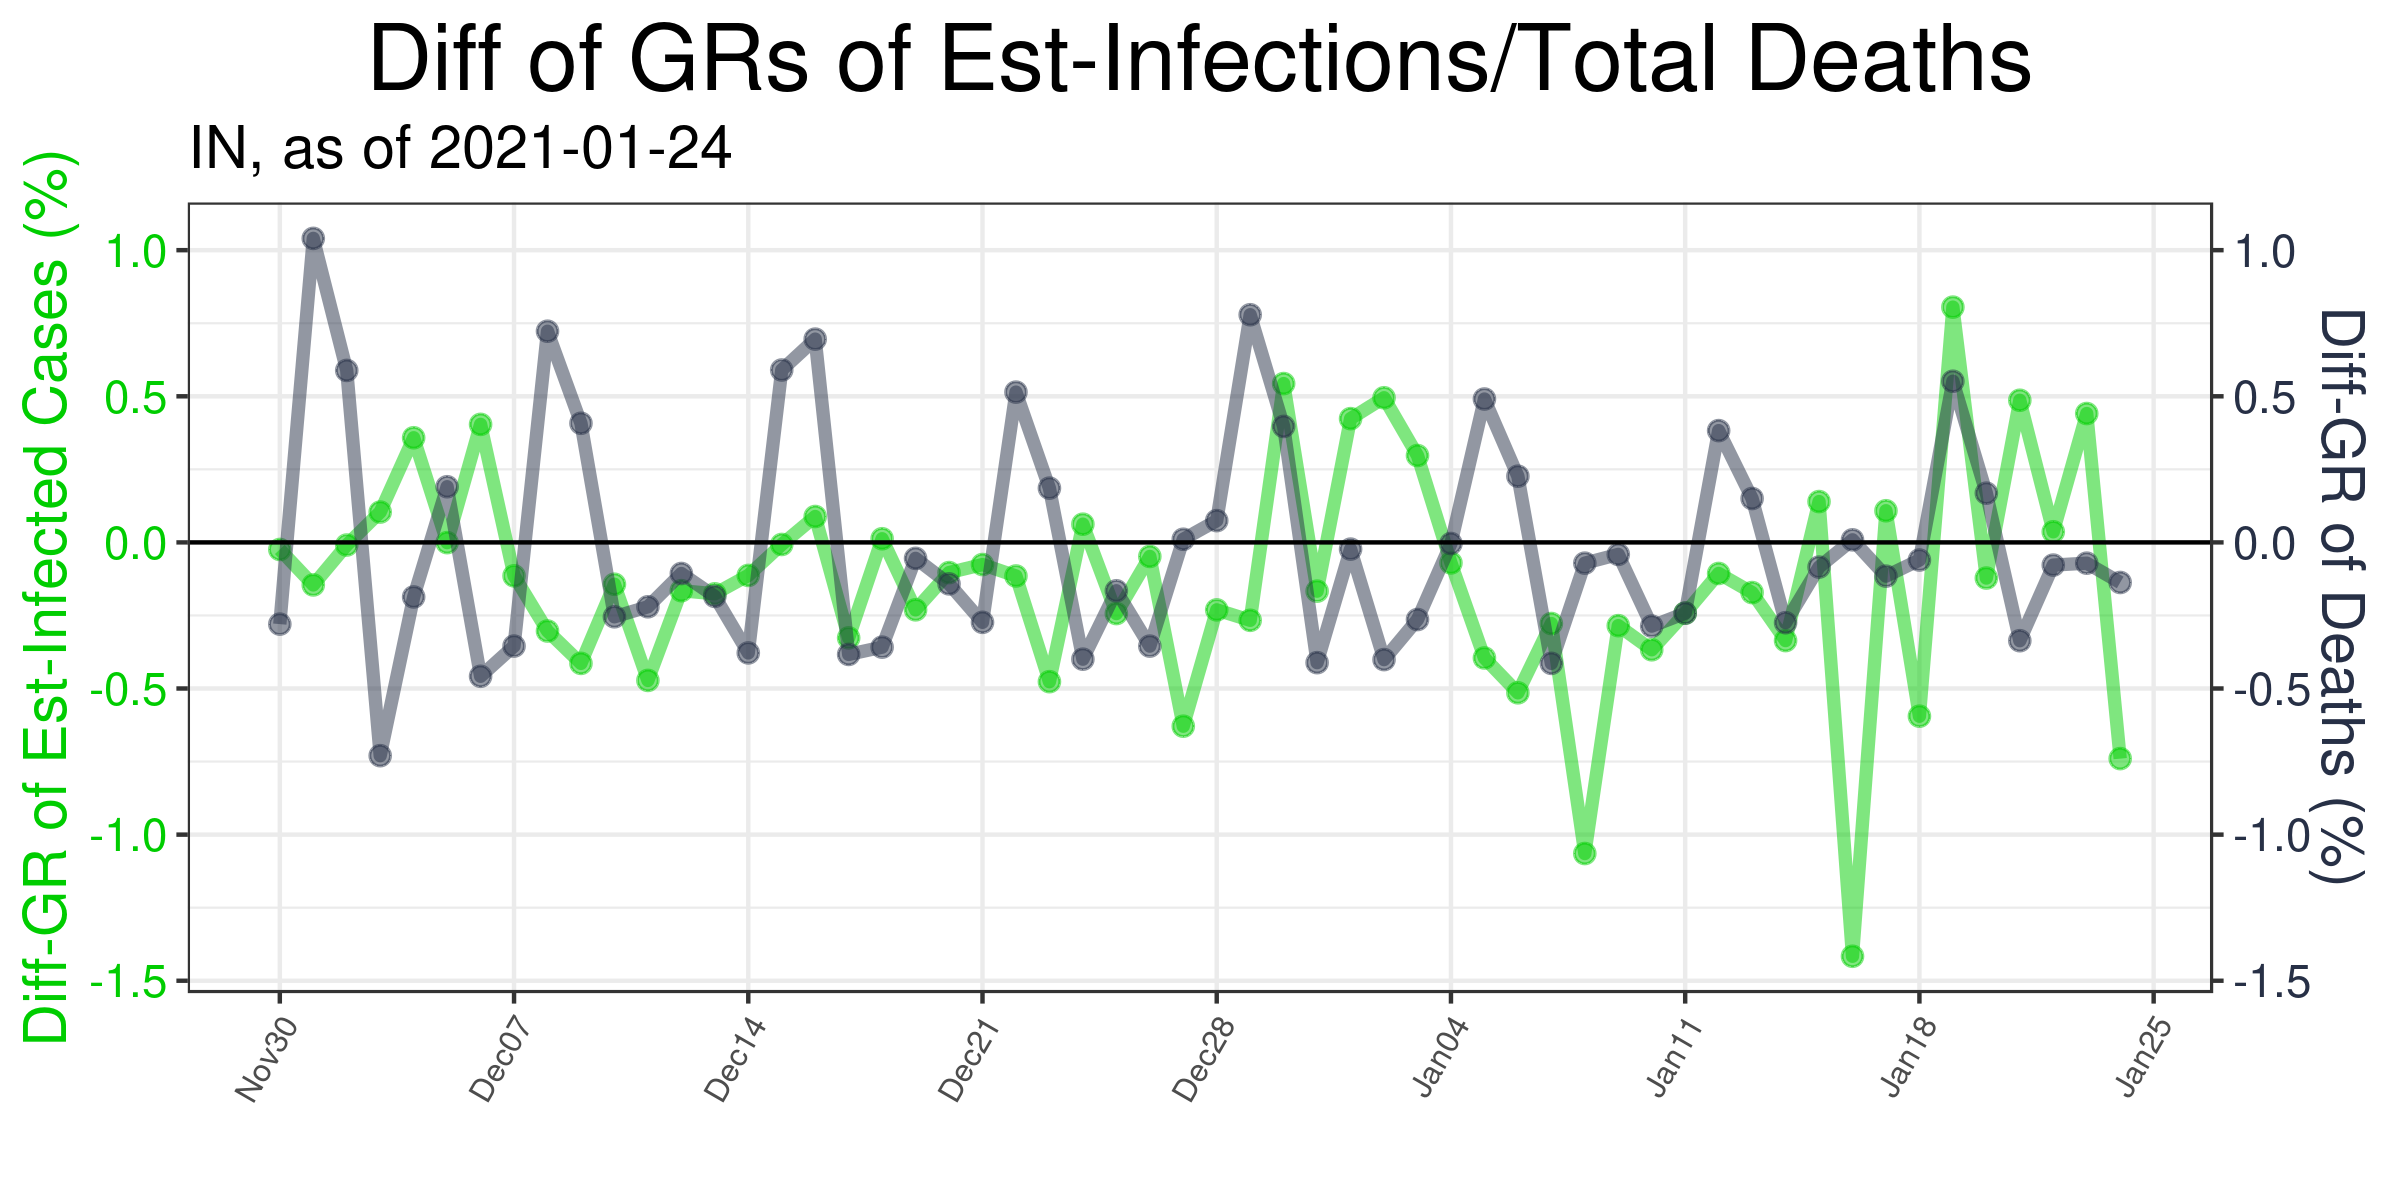 Diff of GRs of Est-Infections/Total Deaths
IN, as of 2021-01-24
Diff-GR of Est-Infected Cases (%)
1.0
0.5
0.0
-0.5
-1.0
-1.5
1.0
0.5
0.0
-0.5
-1.0
-1.5
Diff-GR of Deaths (%)
Nov30
Dec07
Dec14
Dec21
Dec28
Jan04
Jan11
Jan18
Jan25